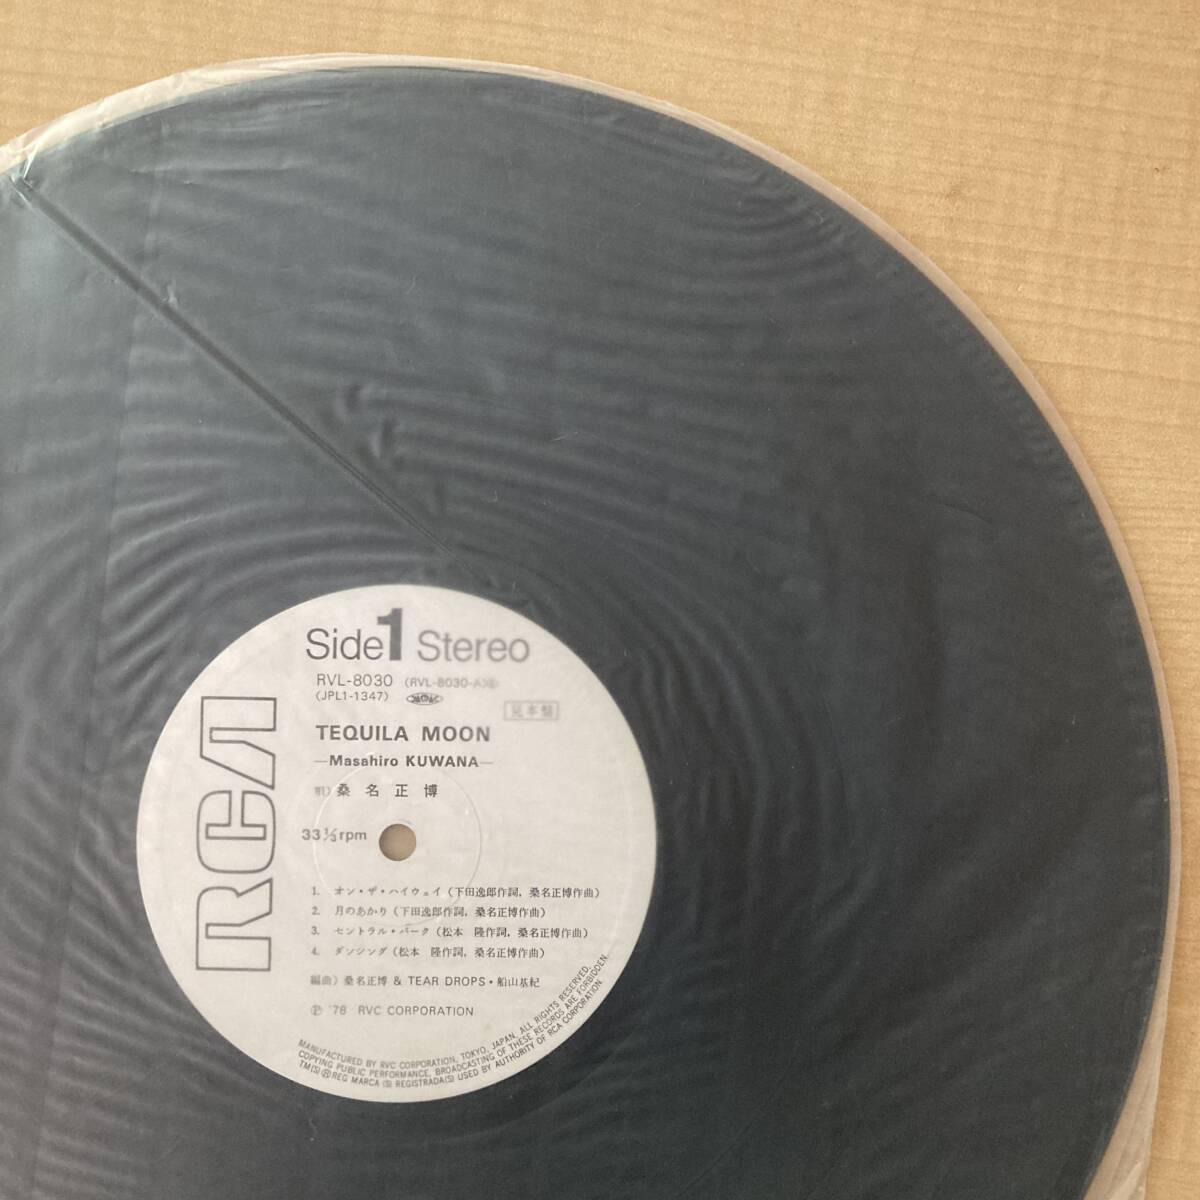 Side 1 Stereo
RVL-8030 (RVL-8030-A)
(JPL1-1347)
見本盤
TEQUILA MOON
—Masahiro KUWANA—
唄) 桑名正博
33 1/3 rpm
RCA
1. オン・ザ・ハイウェイ (下田逸郎作詞, 桑名正博作曲)
2. 月のあかり (下田逸郎作詞, 桑名正博作曲)
3. セントラル・パーク (松本 隆作詞, 桑名正博作曲)
4. ダンシング (松本 隆作詞, 桑名正博作曲)
編曲) 桑名正博 & TEAR DROPS・船山基紀
Ⓟ '78 RVC CORPORATION
MANUFACTURED BY RVC CORPORATION, TOKYO, JAPAN. ALL RIGHTS RESERVED.
COPYING PUBLIC PERFORMANCE, BROADCASTING OF THESE RECORDS ARE FORBIDDEN.
TM(S) ® REG MARCA (S) REGISTRADA(S) USED BY AUTHORITY OF RCA CORPORATION.